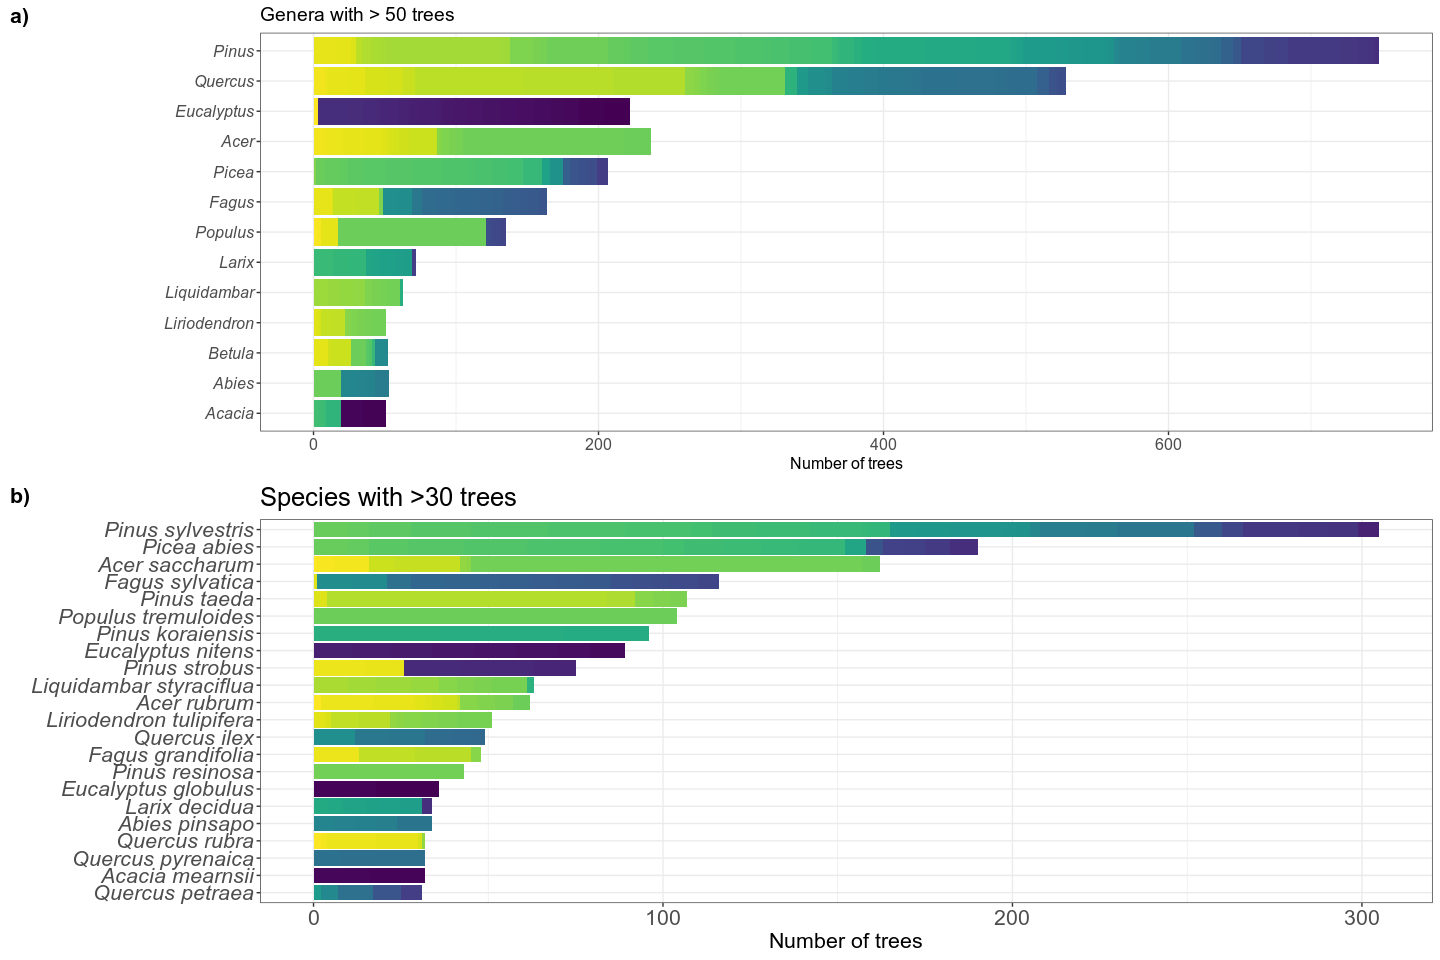 a)
Genera with > 50 trees
Pinus
Quercus
Eucalyptus
Acer
Picea
Fagus
Populus
Larix
Liquidambar
Liriodendron
Betula
Abies
Acacia
0 200 400 600
Number of trees
b)
Species with >30 trees
Pinus sylvestris
Picea abies
Acer saccharum
Fagus sylvatica
Pinus taeda
Populus tremuloides
Pinus koraiensis
Eucalyptus nitens
Pinus strobus
Liquidambar styraciflua
Acer rubrum
Liriodendron tulipifera
Quercus ilex
Fagus grandifolia
Pinus resinosa
Eucalyptus globulus
Larix decidua
Abies pinsapo
Quercus rubra
Quercus pyrenaica
Acacia mearnsii
Quercus petraea
0 100 200 300
Number of trees